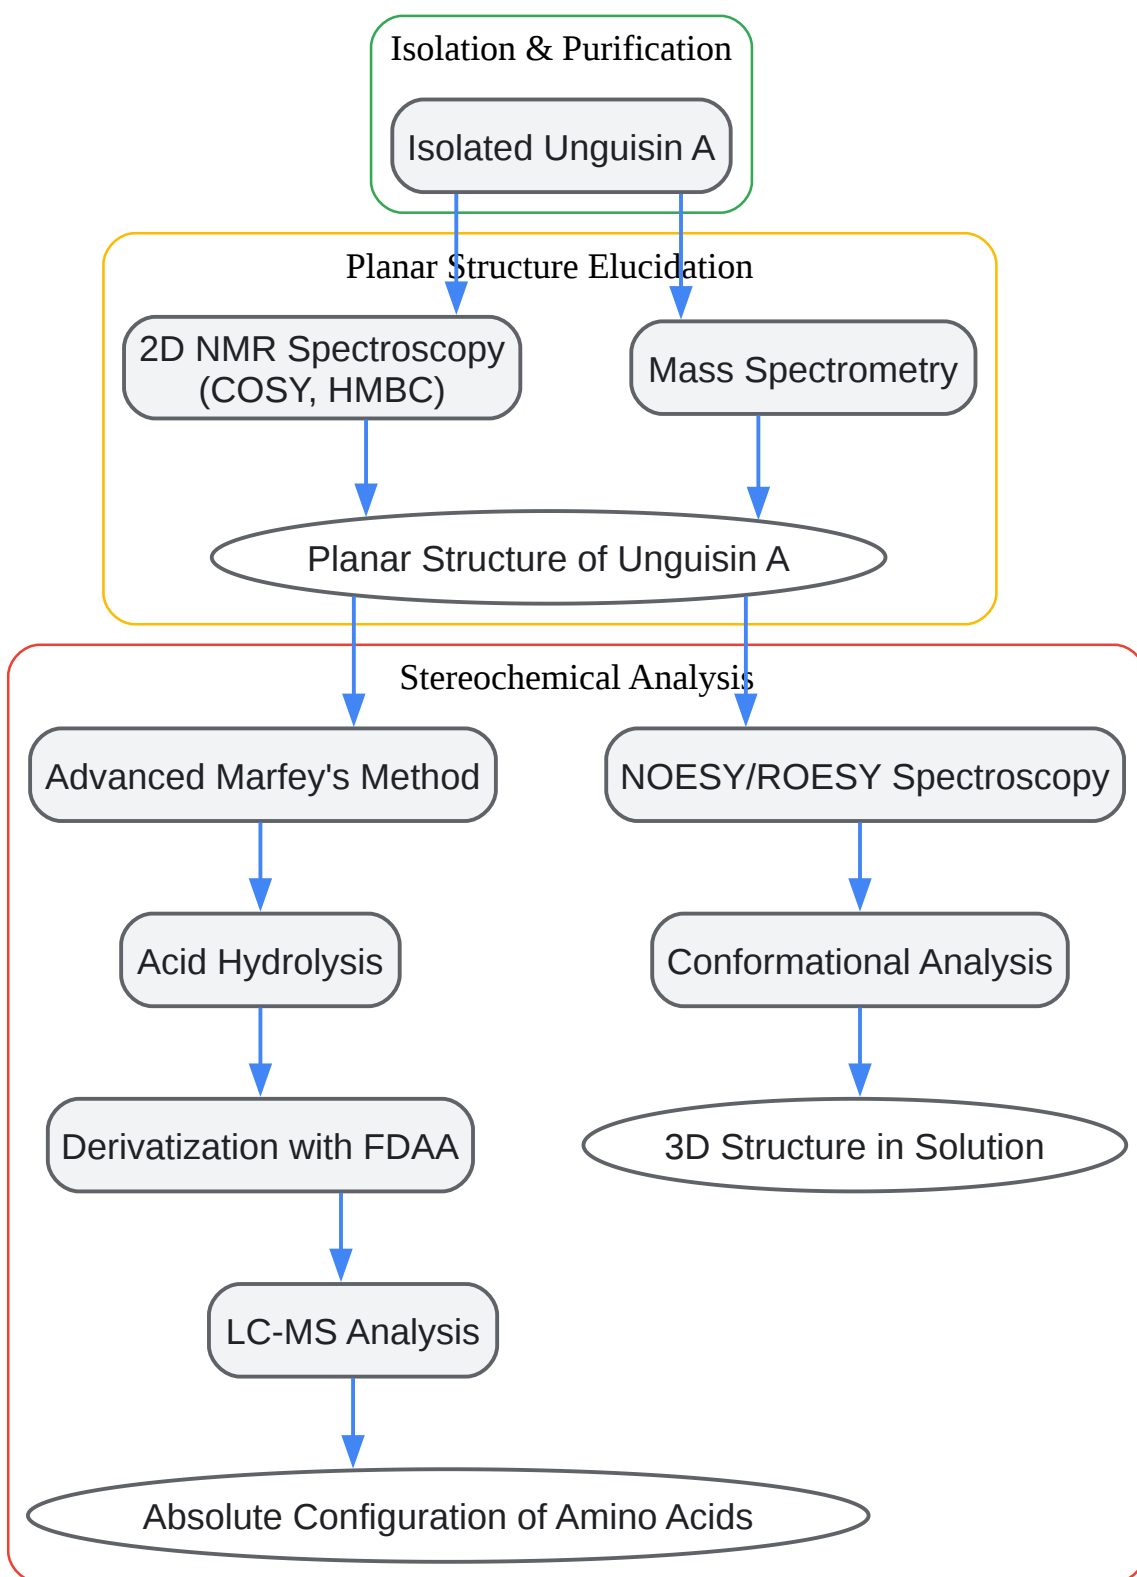 Isolation & Purification
Isolated Unguisin A
Planar Structure Elucidation
2D NMR Spectroscopy
(COSY, HMBC)
Mass Spectrometry
Planar Structure of Unguisin A
Stereochemical Analysis
Advanced Marfey's Method
NOESY/ROESY Spectroscopy
Acid Hydrolysis
Conformational Analysis
Derivatization with FDAA
3D Structure in Solution
LC-MS Analysis
Absolute Configuration of Amino Acids